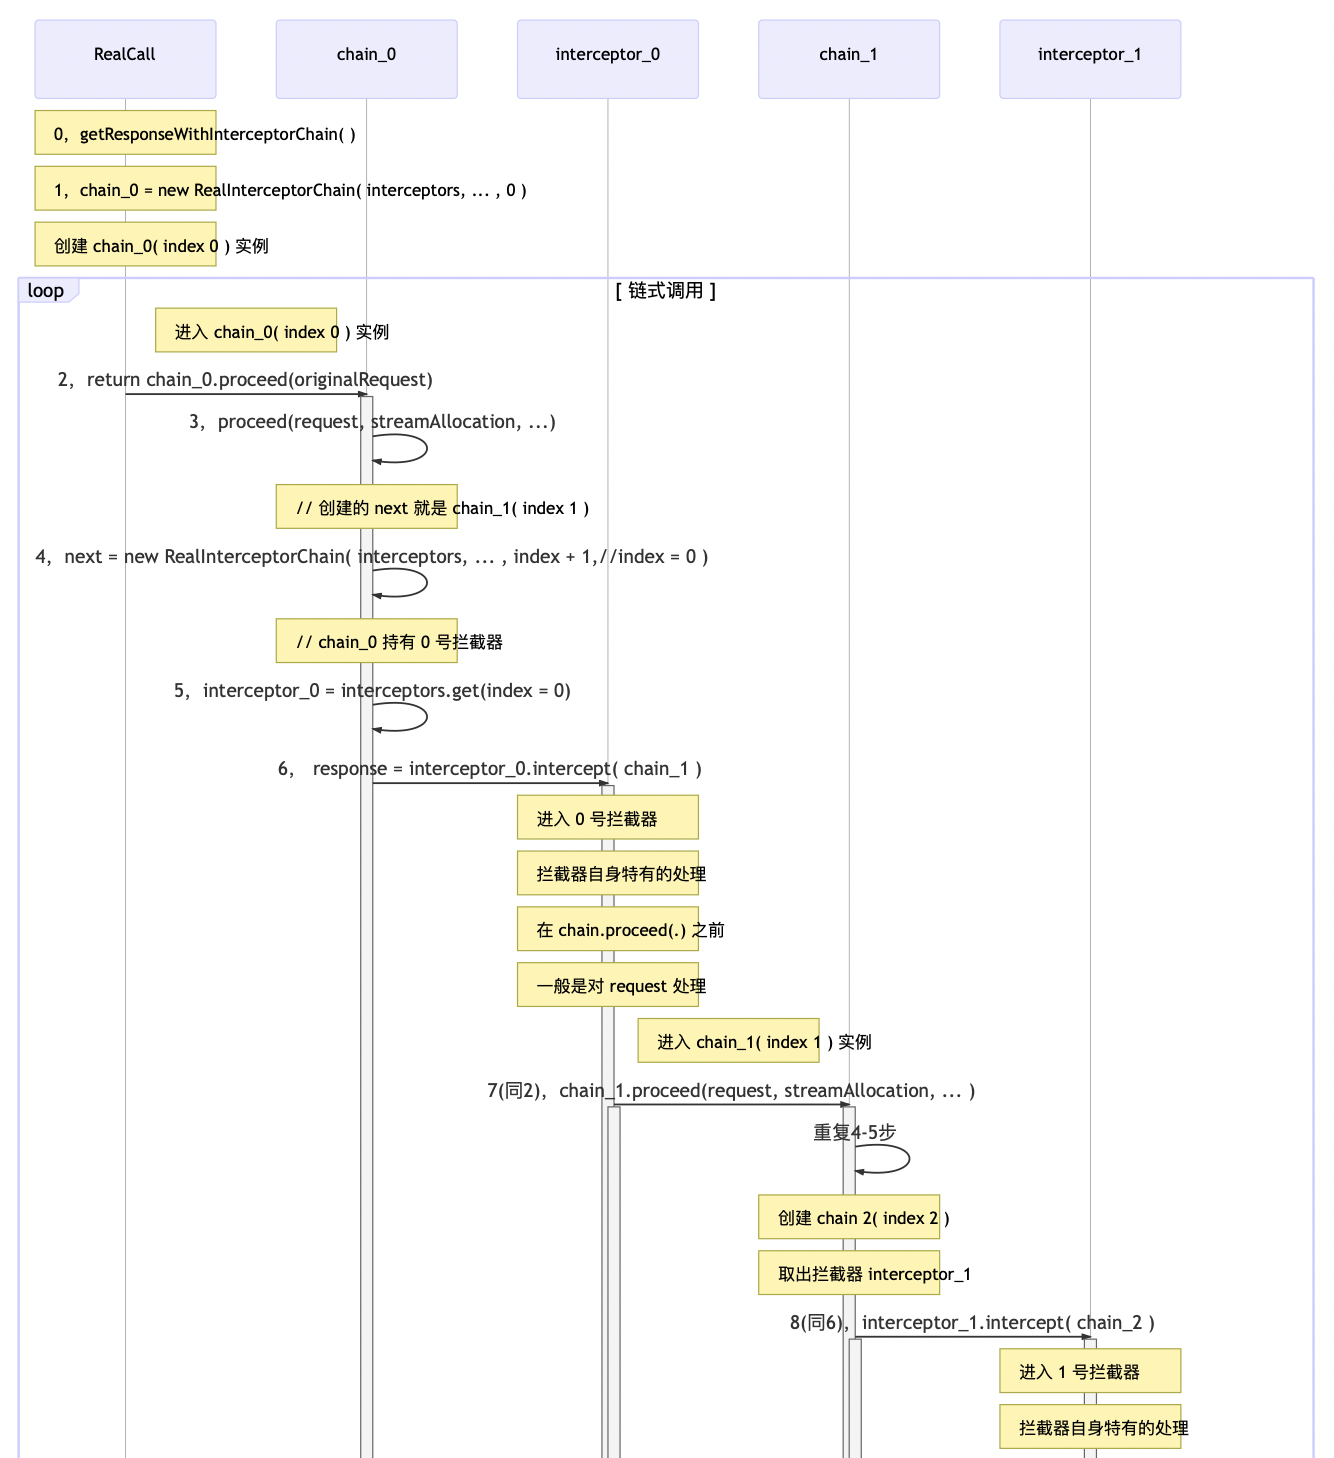 RealCall
chain_0
interceptor_0
chain_1
interceptor_1
0，getResponseWithInterceptorChain( )
1，chain_0 = new RealInterceptorChain( interceptors, ... , 0 )
创建 chain_0( index 0 ) 实例
loop
[ 链式调用 ]
进入 chain_0( index 0 ) 实例
2，return chain_0.proceed(originalRequest)
3，proceed(request, streamAllocation, ...)
// 创建的 next 就是 chain_1( index 1 )
4，next = new RealInterceptorChain( interceptors, ... , index + 1,//index = 0 )
// chain_0 持有 0 号拦截器
5，interceptor_0 = interceptors.get(index = 0)
6， response = interceptor_0.intercept( chain_1 )
进入 0 号拦截器
拦截器自身特有的处理
在 chain.proceed(.) 之前
一般是对 request 处理
进入 chain_1( index 1 ) 实例
7(同2)，chain_1.proceed(request, streamAllocation, ... )
重复4-5步
创建 chain 2( index 2 )
取出拦截器 interceptor_1
8(同6)，interceptor_1.intercept( chain_2 )
进入 1 号拦截器
拦截器自身特有的处理